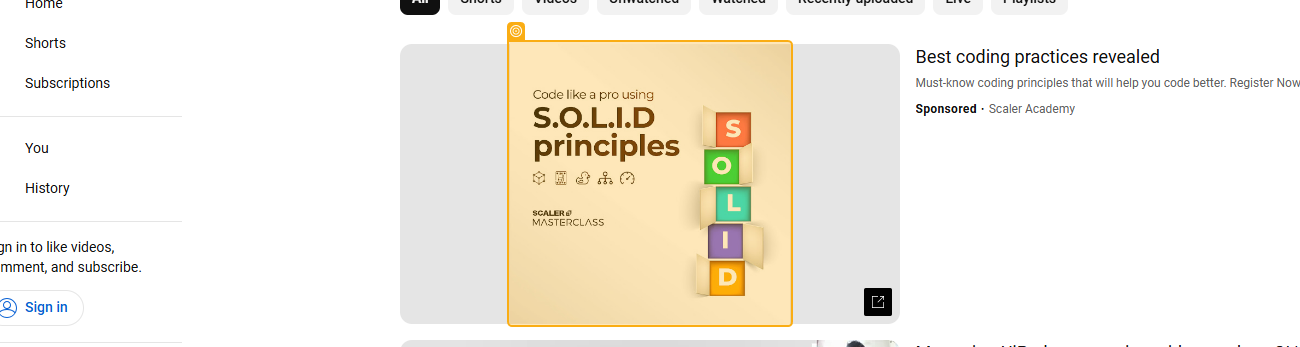 Home
All
Shorts
Videos
Unwatched
Watched
Recently uploaded
Live
Playlists
Shorts
Subscriptions
You
History
gn in to like videos,
mment, and subscribe.
Sign in
Code like a pro using
S.O.L.I.D
principles
SCALER
MASTERCLASS
S
O
L
I
D
Best coding practices revealed
Must-know coding principles that will help you code better. Register Now
Sponsored · Scaler Academy